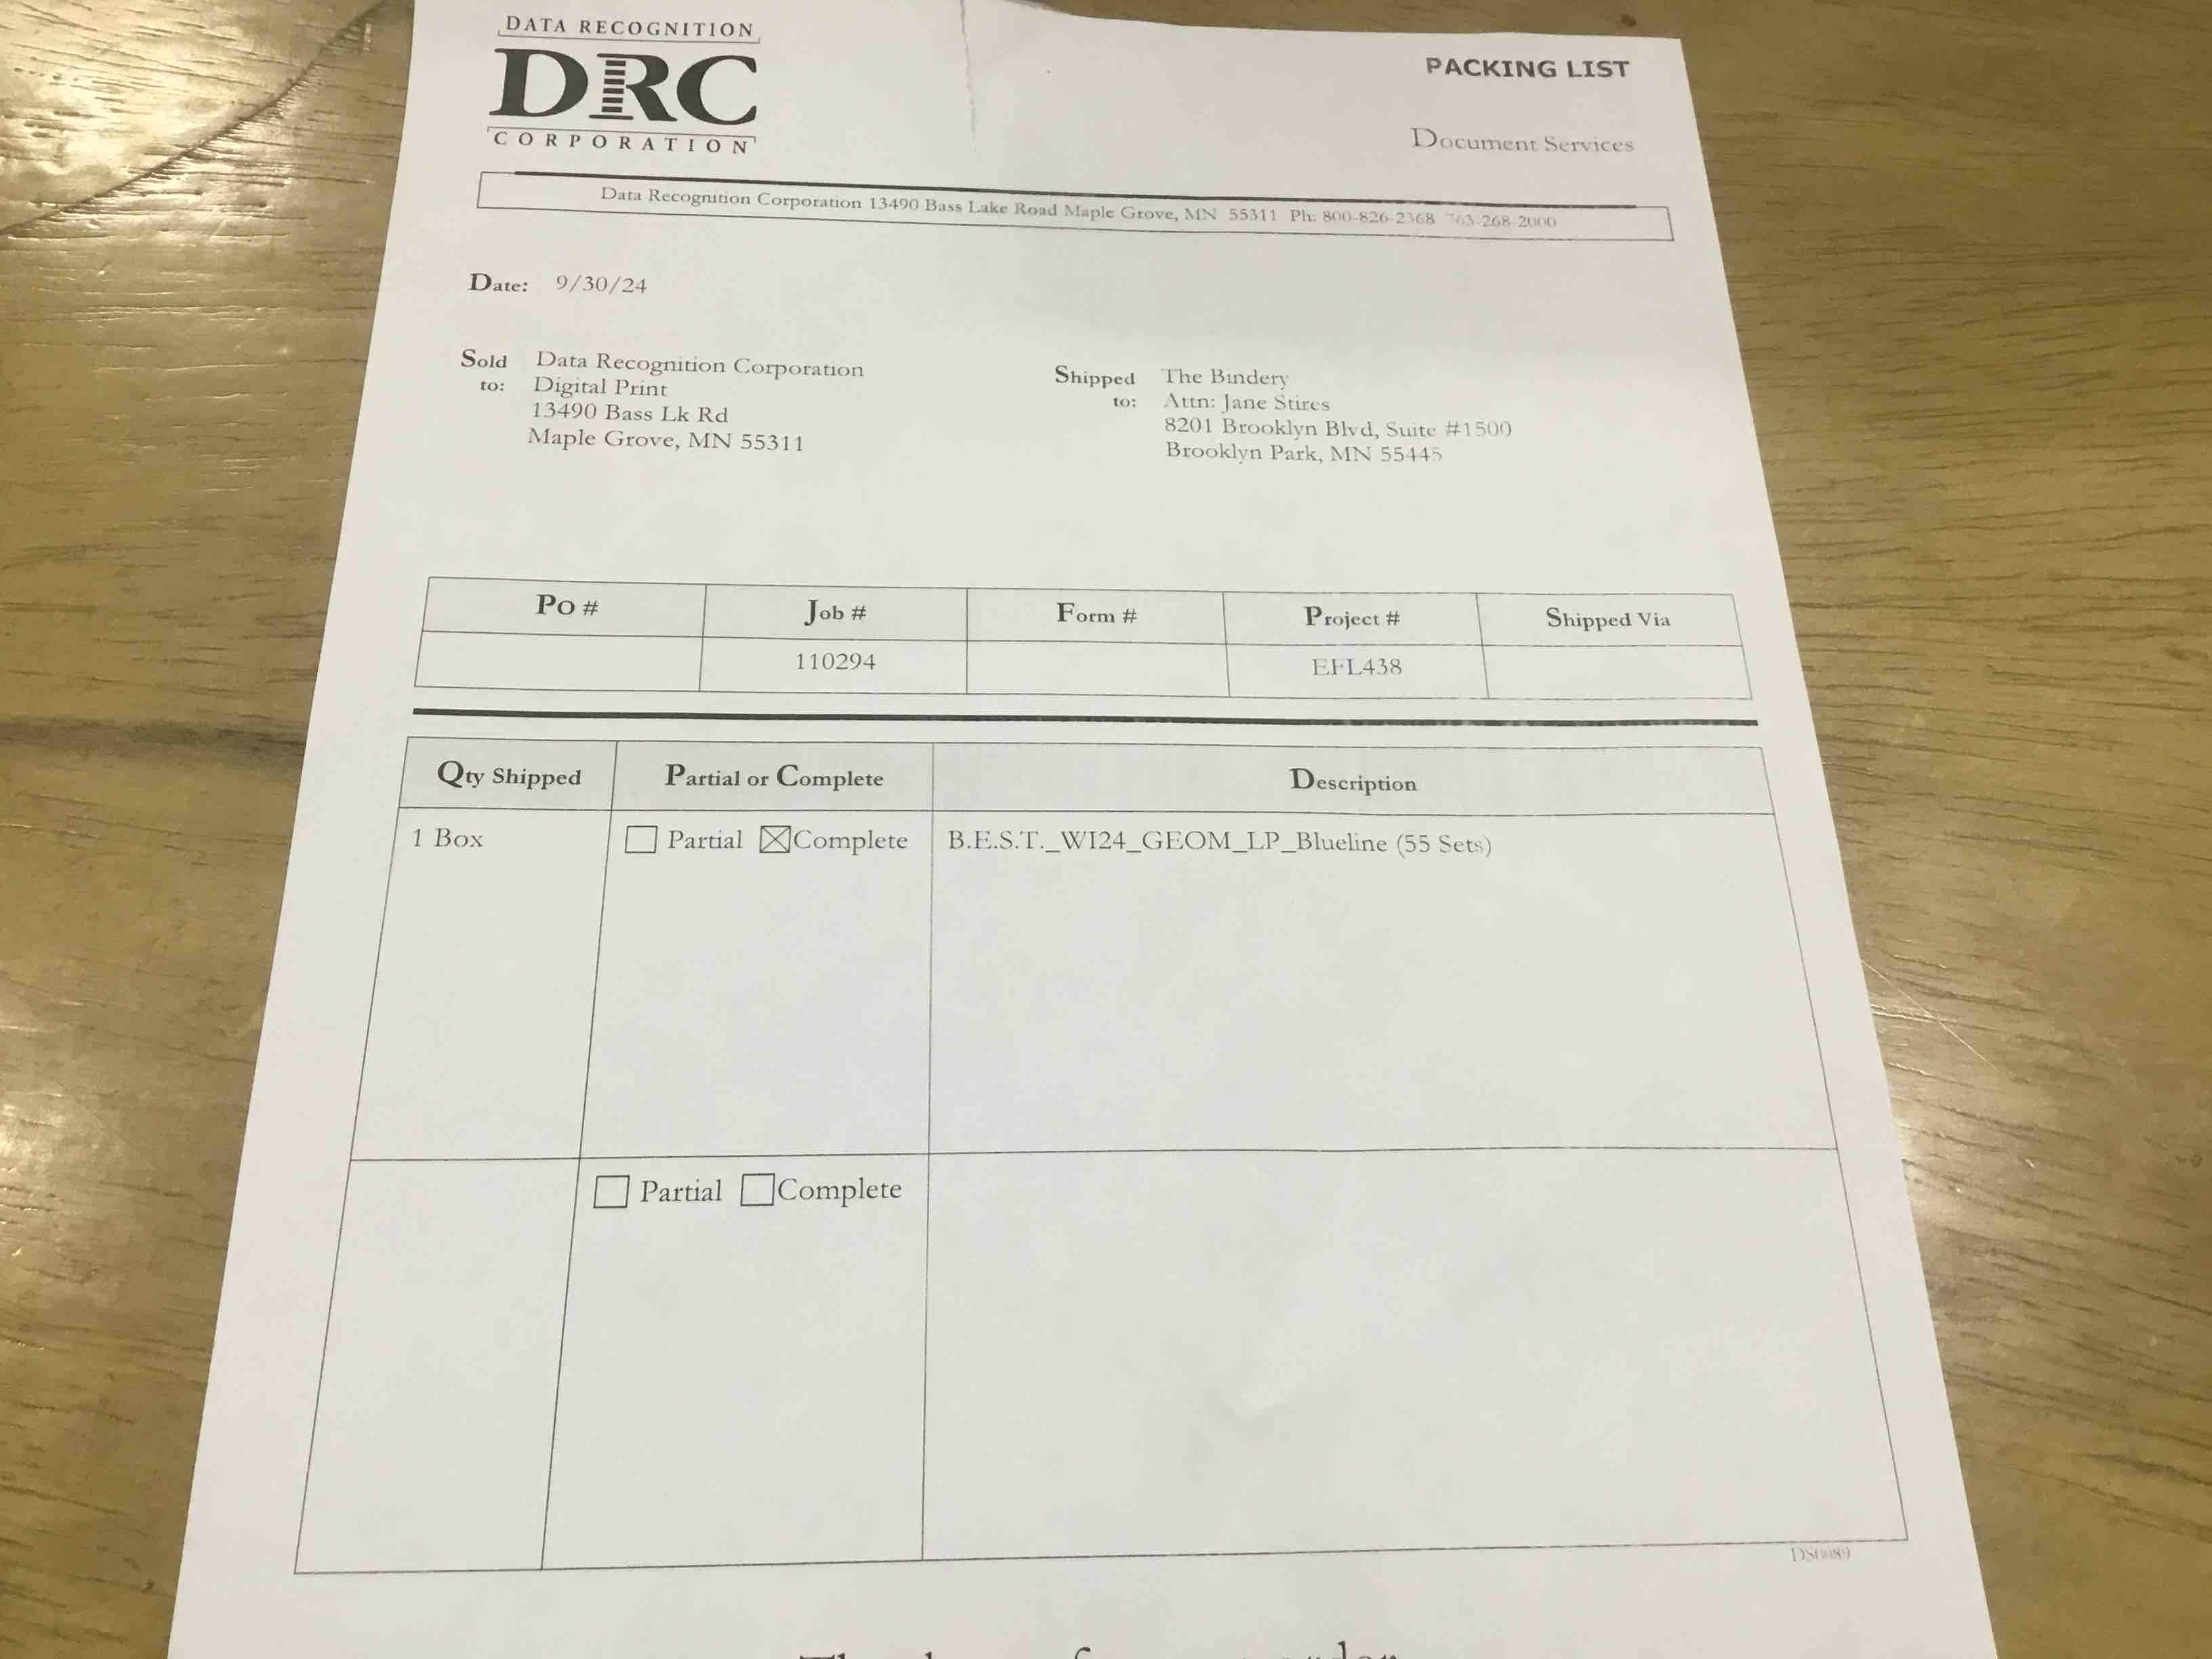 DATA RECOGNITION
DRC
CORPORATION
PACKING LIST
Document Services
Data Recognition Corporation 13490 Bass Lake Road Maple Grove, MN 55311 Ph: 800-826-2368 763-268-2000
Date: 9/30/24
Sold to: Data Recognition Corporation
Digital Print
13490 Bass Lk Rd
Maple Grove, MN 55311
Shipped to: The Bindery
Attn: Jane Stires
8201 Brooklyn Blvd, Suite #1500
Brooklyn Park, MN 55445
Po # Job # Form # Project # Shipped Via
110294 EFL438
Qty Shipped Partial or Complete Description
1 Box ☐ Partial ☒ Complete B.E.S.T._WI24_GEOM_LP_Blueline (55 Sets)
☐ Partial ☐ Complete
DS0089